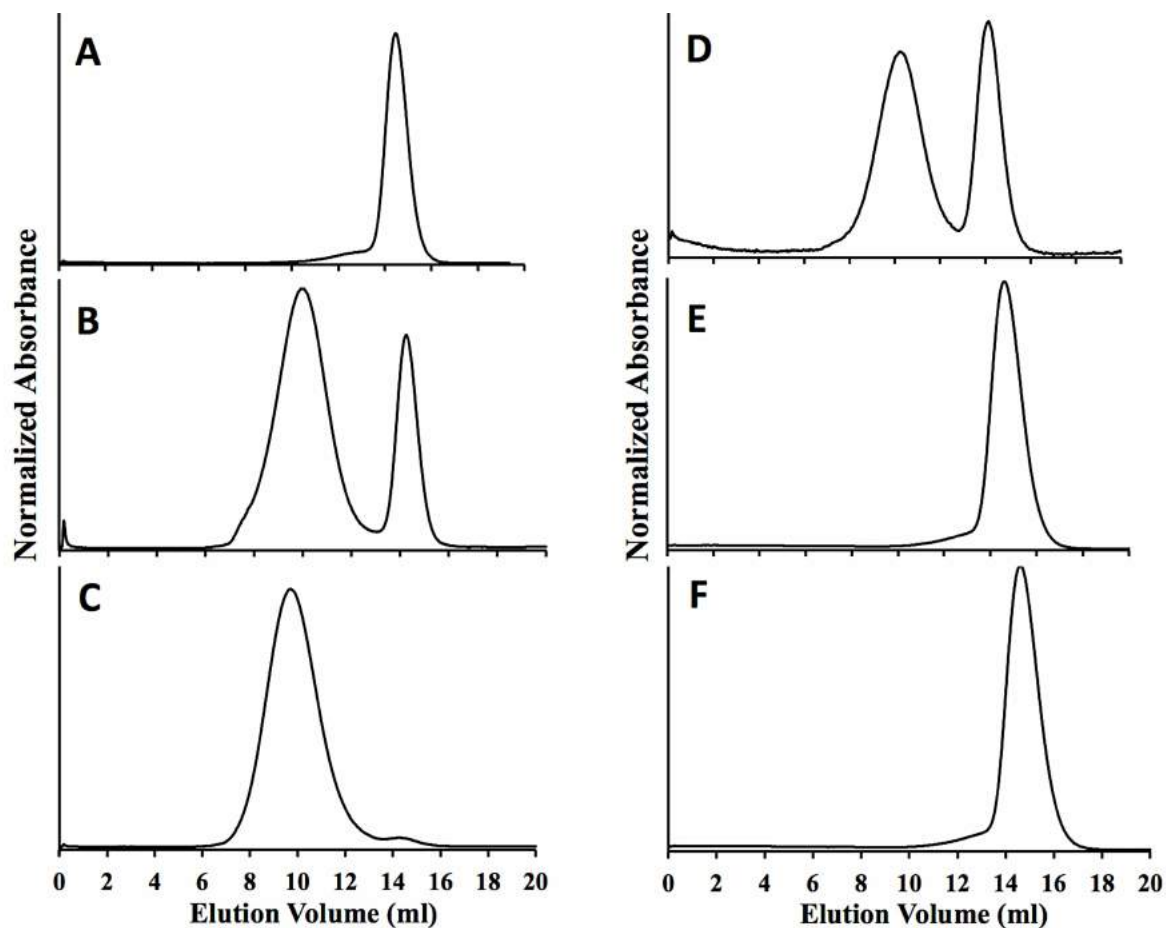 A
B
C
Normalized Absorbance
0 2 4 6 8 10 12 14 16 18 20
Elution Volume (ml)
D
E
F
Normalized Absorbance
0 2 4 6 8 10 12 14 16 18 20
Elution Volume (ml)